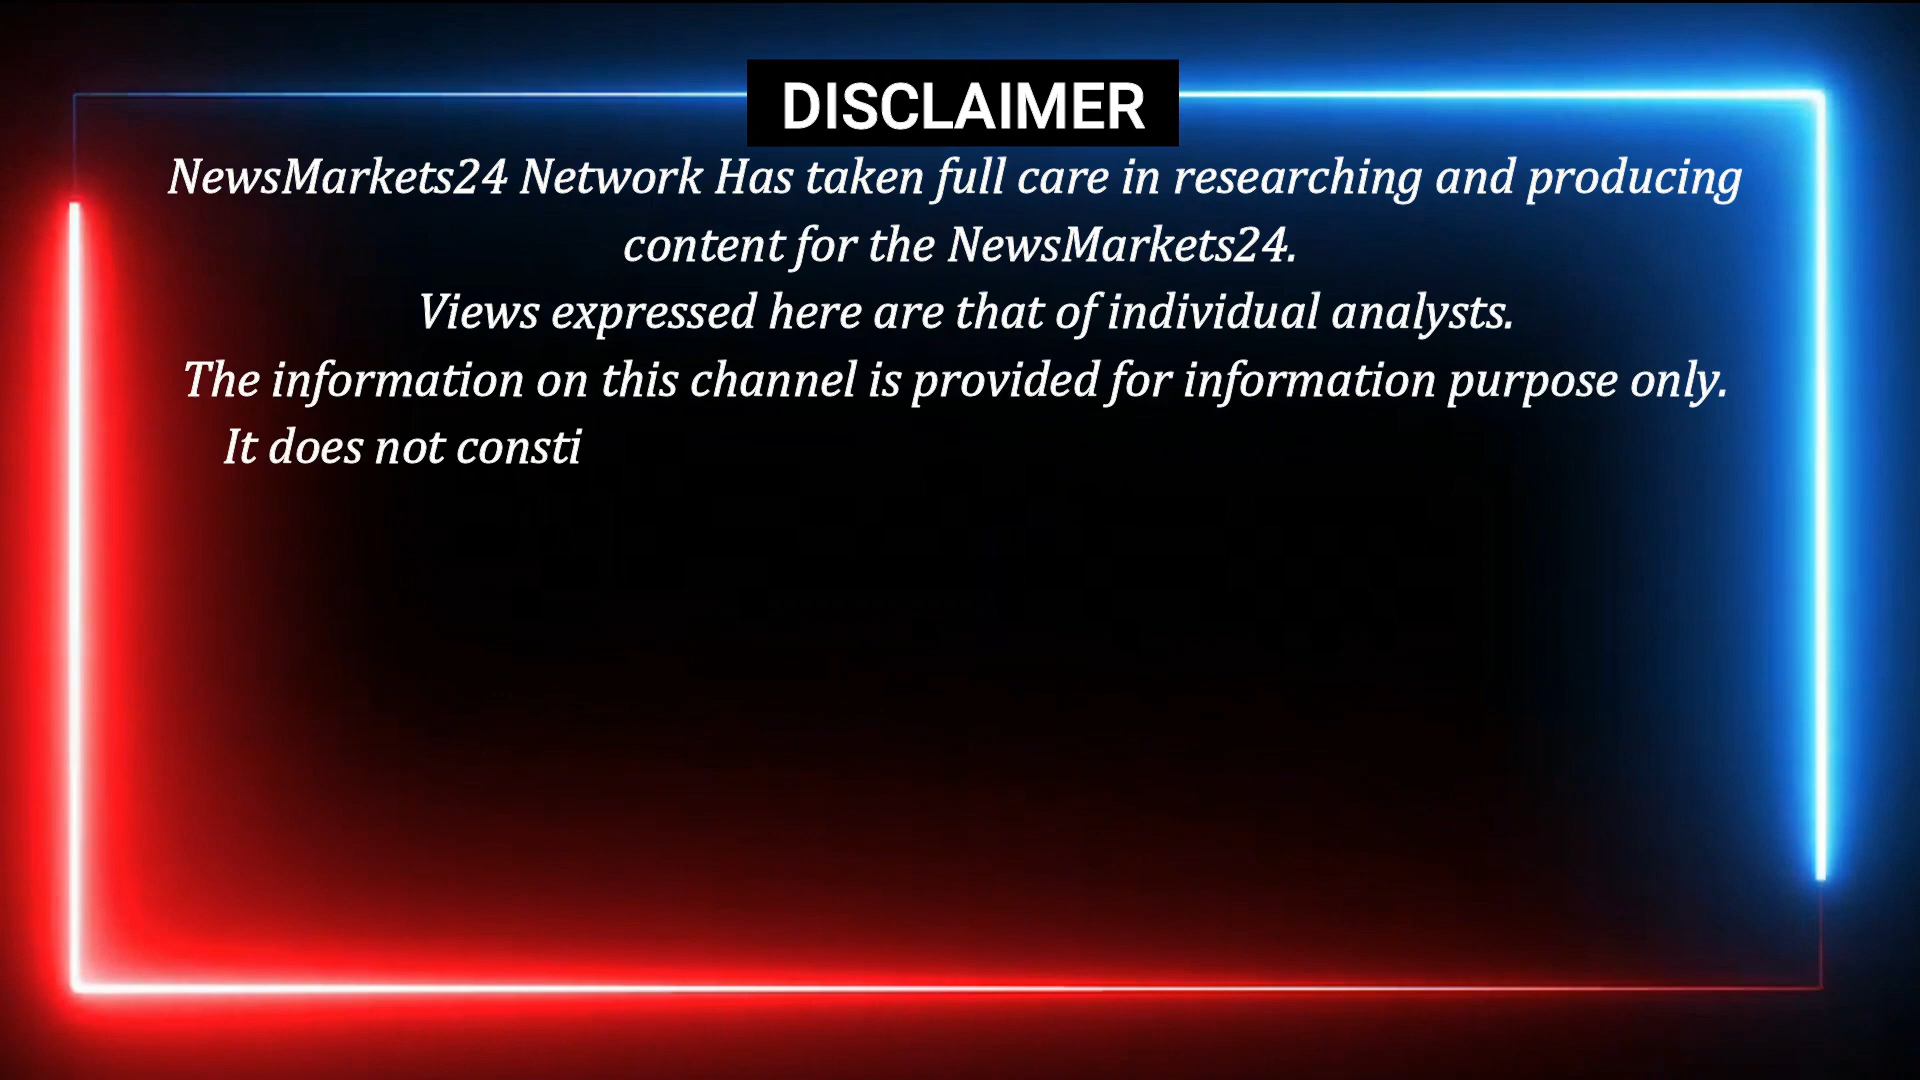 DISCLAIMER
NewsMarkets24 Network Has taken full care in researching and producing
content for the NewsMarkets24.
Views expressed here are that of individual analysts.
The information on this channel is provided for information purpose only.
It does not consti